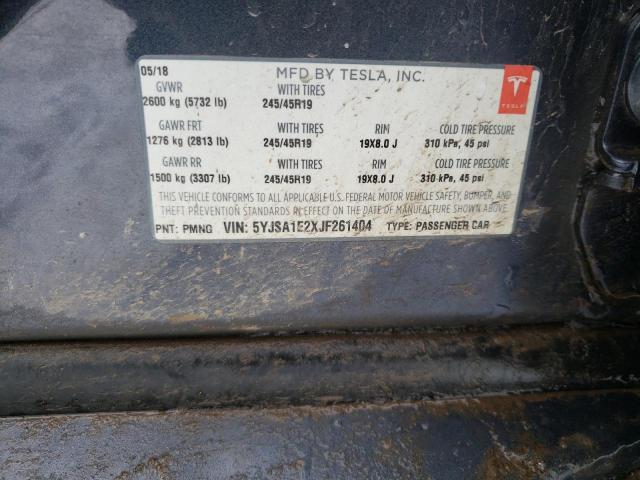 05/18 MFD BY TESLA, INC.
GVWR WITH TIRES
2600 kg (5732 lb) 245/45R19
TESLA
GAWR FRT WITH TIRES RIM COLD TIRE PRESSURE
1276 kg (2813 lb) 245/45R19 19X8.0 J 310 kPa, 45 psi
GAWR RR WITH TIRES RIM COLD TIRE PRESSURE
1500 kg (3307 lb) 245/45R19 19X8.0 J 310 kPa, 45 psi
THIS VEHICLE CONFORMS TO ALL APPLICABLE U.S. FEDERAL MOTOR VEHICLE SAFETY, BUMPER, AND
THEFT PREVENTION STANDARDS IN EFFECT ON THE DATE OF MANUFACTURE SHOWN ABOVE.
PNT: PMNG VIN: 5YJSA1E2XJF261404 TYPE: PASSENGER CAR